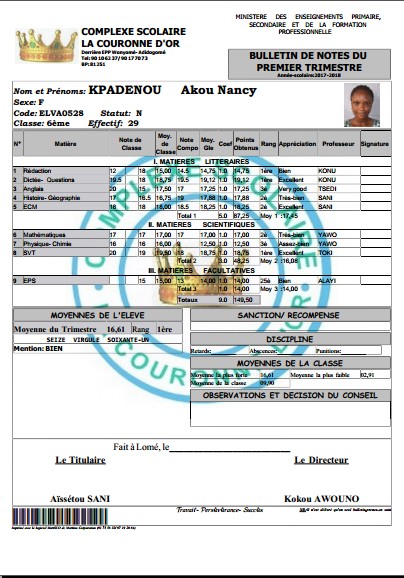 COMPLEXE SCOLAIRE
LA COURONNE D'OR
Derrière EPP Wonyomé- Adidogomé
Tel: 90 10 62 37/ 90 17 70 73
BP:81251
MINISTERE DES ENSEIGNEMENTS PRIMAIRE,
SECONDAIRE ET DE LA FORMATION
PROFESSIONNELLE
BULLETIN DE NOTES DU
PREMIER TRIMESTRE
Année-scolaire:2017-2018
Nom et Prénoms: KPADENOU Akou Nancy
Sexe: F
Code: ELVA0528 Statut: N
Classe: 6ème Effectif: 29
N° Matière Note de Classe Moy. de Classe Note Compo Moy. Gle Coef Points Obtenus Rang Appréciation Professeur Signature
I. MATIERES LITTERAIRES
1 Rédaction 12 18 15,00 14.5 14,75 1.0 14,75 1ère Bien KONU
2 Dictée- Questions 19.5 18 18,75 19.5 19,12 1.0 19,12 1ère Excellent KONU
3 Anglais 20 15 17,50 17 17,25 1.0 17,25 3è Very good TSEDI
4 Histoire- Géographie 17 16.5 16,75 19 17,88 1.0 17,88 2è Très-bien SANI
5 ECM 18 18 18,00 18.5 18,25 1.0 18,25 2è Excellent SANI
Total 1 5.0 87,25 Moy 1 :17,45
II. MATIERES SCIENTIFIQUES
6 Mathématiques 17 17 17,00 17 17,00 1.0 17,00 2è Très-bien YAWO
7 Physique- Chimie 16 16 16,00 9 12,50 1.0 12,50 3è Assez-bien YAWO
8 SVT 20 19 19,50 18 18,75 1.0 18,75 1ère Excellent TOKI
Total 2 3.0 48,25 Moy 2 :16,08
III. MATIERES FACULTATIVES
9 EPS 15 15,00 13 14,00 1.0 14,00 25è Bien ALAYI
Total 3 1.0 14,00 Moy 3 :14,00
Totaux 9.0 149,50
MOYENNES DE L'ELEVE
Moyenne du Trimestre 16,61 Rang 1ère
SEIZE VIRGULE SOIXANTE-UN
Mention: BIEN
SANCTION/ RECOMPENSE
DISCIPLINE
Retards: Abscences: Punitions:
MOYENNES DE LA CLASSE
Moyenne la plus forte 16,61 Moyenne la plus faible 02,91
Moyenne de la classe 09,90
OBSERVATIONS ET DECISION DU CONSEIL
Fait à Lomé, le
Le Titulaire Le Directeur
Aïssétou SANI Kokou AWOUNO
Travail- Persévérance- Succès